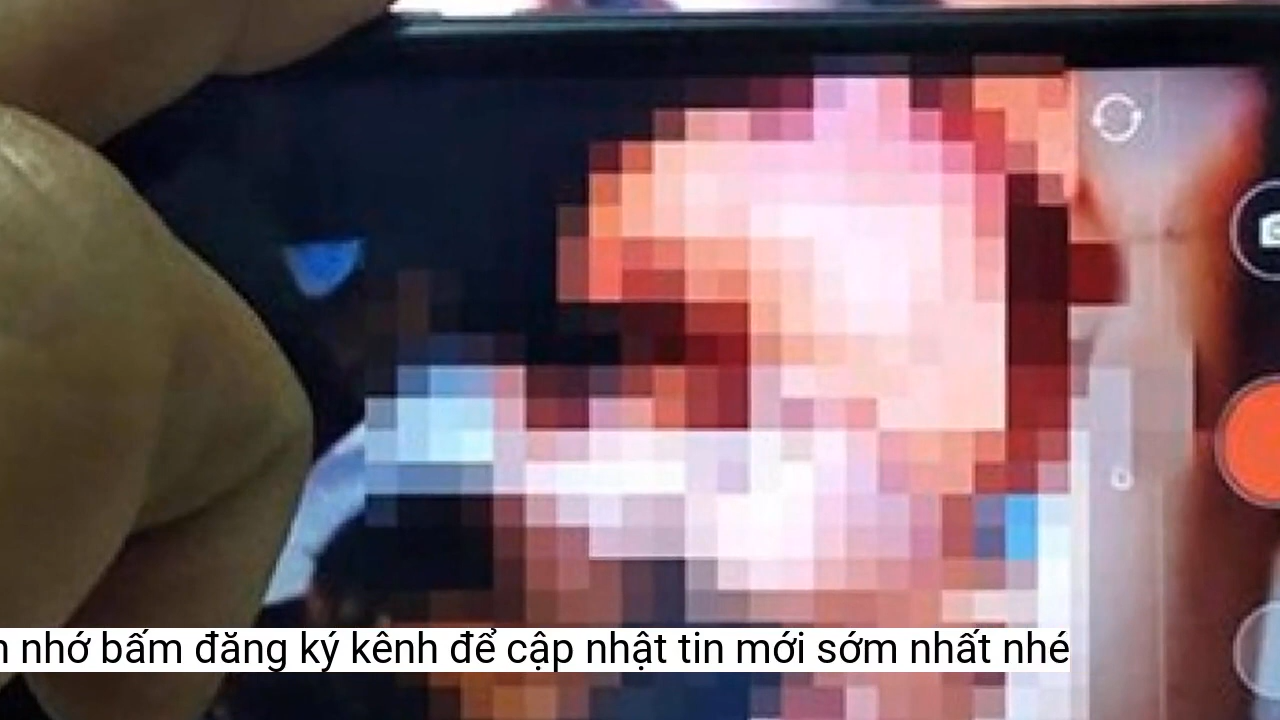 nhớ bấm đăng ký kênh để cập nhật tin mới sớm nhất nhé